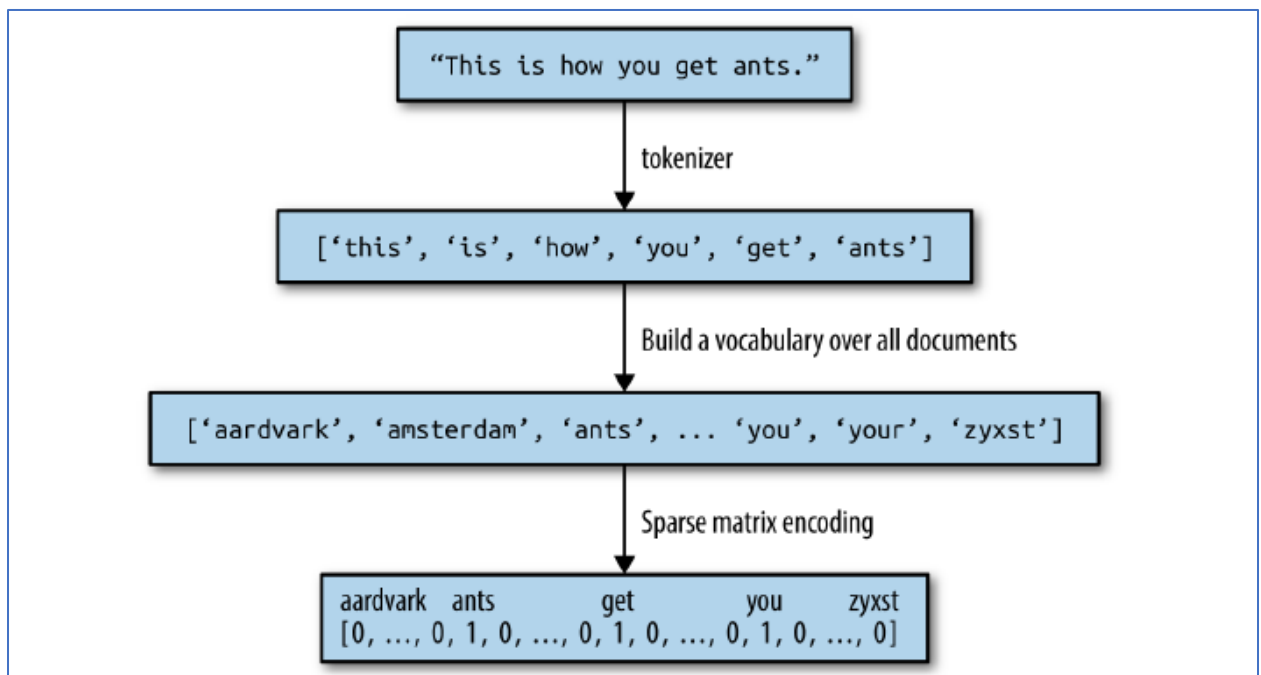 “This is how you get ants.”
tokenizer
[‘this’, ‘is’, ‘how’, ‘you’, ‘get’, ‘ants’]
Build a vocabulary over all documents
[‘aardvark’, ‘amsterdam’, ‘ants’, ... ‘you’, ‘your’, ‘zyxst’]
Sparse matrix encoding
aardvark ants get you zyxst
[0, …, 0, 1, 0, …, 0, 1, 0, …, 0, 1, 0, …, 0]